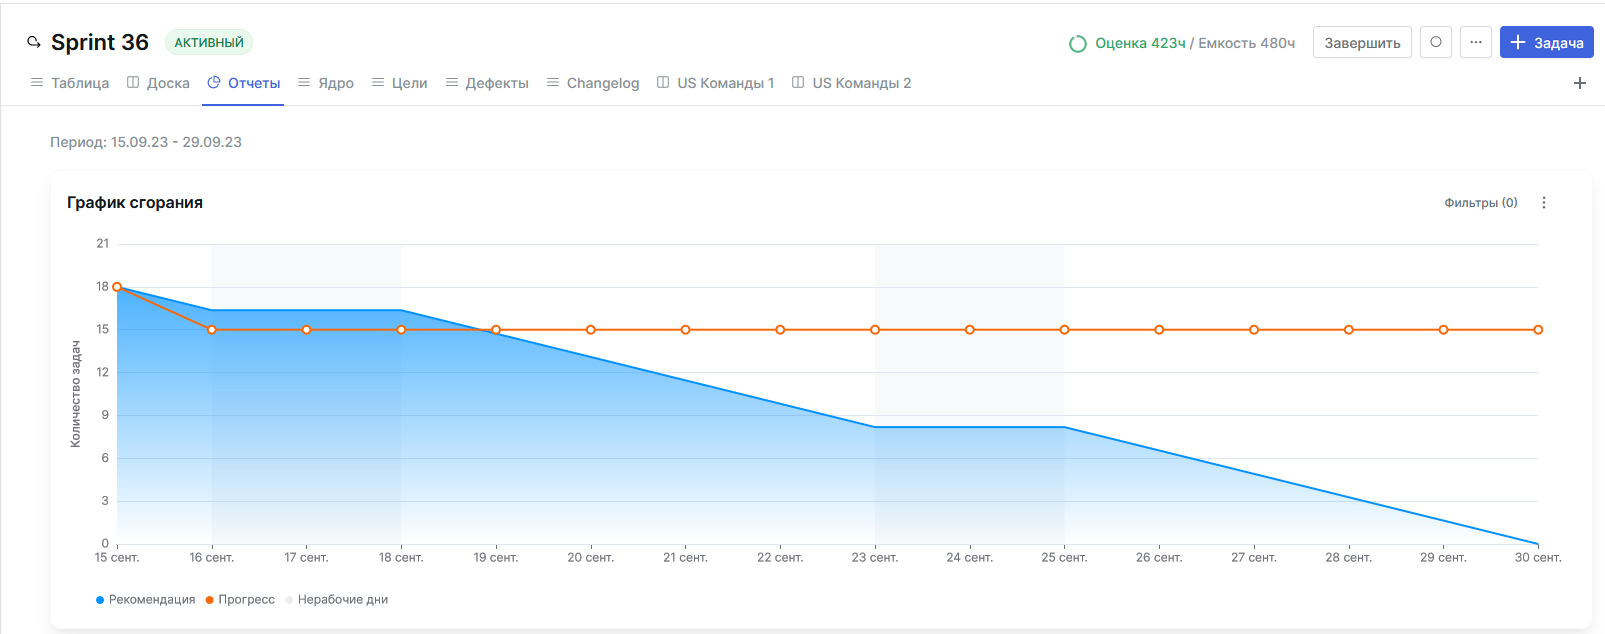 Sprint 36 АКТИВНЫЙ Оценка 423ч / Емкость 480ч Завершить ... + Задача
Таблица Доска Отчеты Ядро Цели Дефекты Changelog US Команды 1 US Команды 2 +
Период: 15.09.23 - 29.09.23
График сгорания Фильтры (0)
Количество задач
21
18
15
12
9
6
3
0
15 сент. 16 сент. 17 сент. 18 сент. 19 сент. 20 сент. 21 сент. 22 сент. 23 сент. 24 сент. 25 сент. 26 сент. 27 сент. 28 сент. 29 сент. 30 сент.
Рекомендация Прогресс Нерабочие дни